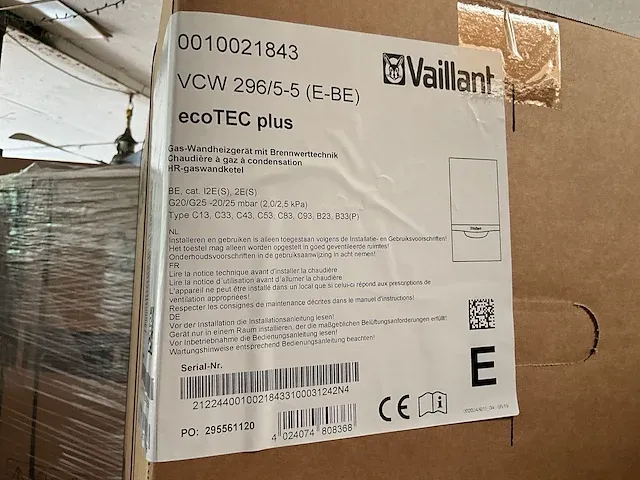 0010021843
Vaillant
VCW 296/5-5 (E-BE)
ecoTEC plus
Gas-Wandheizgerät mit Brennwerttechnik
Chaudière à gaz à condensation
HR-gaswandketel
BE, cat. I2E(S), 2E(S)
G20/G25 -20/25 mbar (2,0/2,5 kPa)
Type C13, C33, C43, C53, C83, C93, B23, B33(P)
NL
Installeren en gebruiken is alleen toegestaan volgens de Installatie- en Gebruiksvoorschriften!
Het toestel mag alleen worden opgesteld in goed geventileerde ruimtes!
Onderhoudsvoorschriften in de gebruiksaanwijzing in acht nemen!
FR
Lire la notice technique avant d'installer la chaudière
Lire la notice d´utilisation avant d´allumer la chaudière
L'appareil ne peut être installé dans un local que si celui-ci répond aux prescriptions de
ventilation appropriées!
Respecter les consignes de maintenance décrites dans le manuel d'instructions!
DE
Vor der Installation die Installationsanleitung lesen!
Gerät nur in einem Raum installieren, der die maßgeblichen Belüftungsanforderungen erfüllt!
Vor Inbetriebnahme die Bedienungsanleitung lesen!
Wartungshinweise entsprechend Bedienungsanleitung beachten!
Serial-Nr.
E
21224400100218433100031242N4
PO: 295561120
4 024074 808368
CE